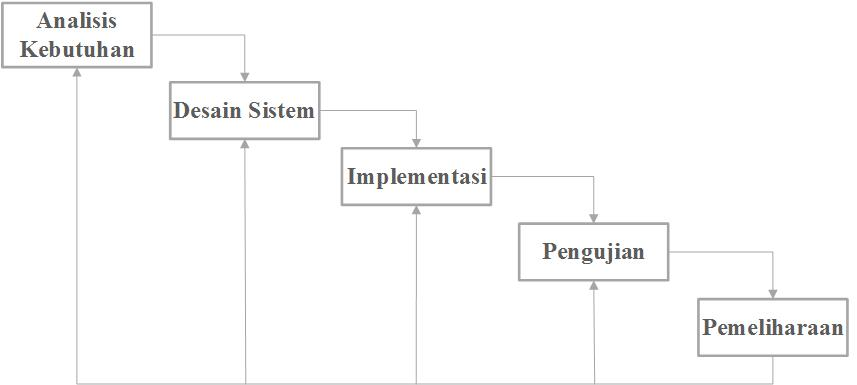 Analisis
Kebutuhan
Desain Sistem
Implementasi
Pengujian
Pemeliharaan